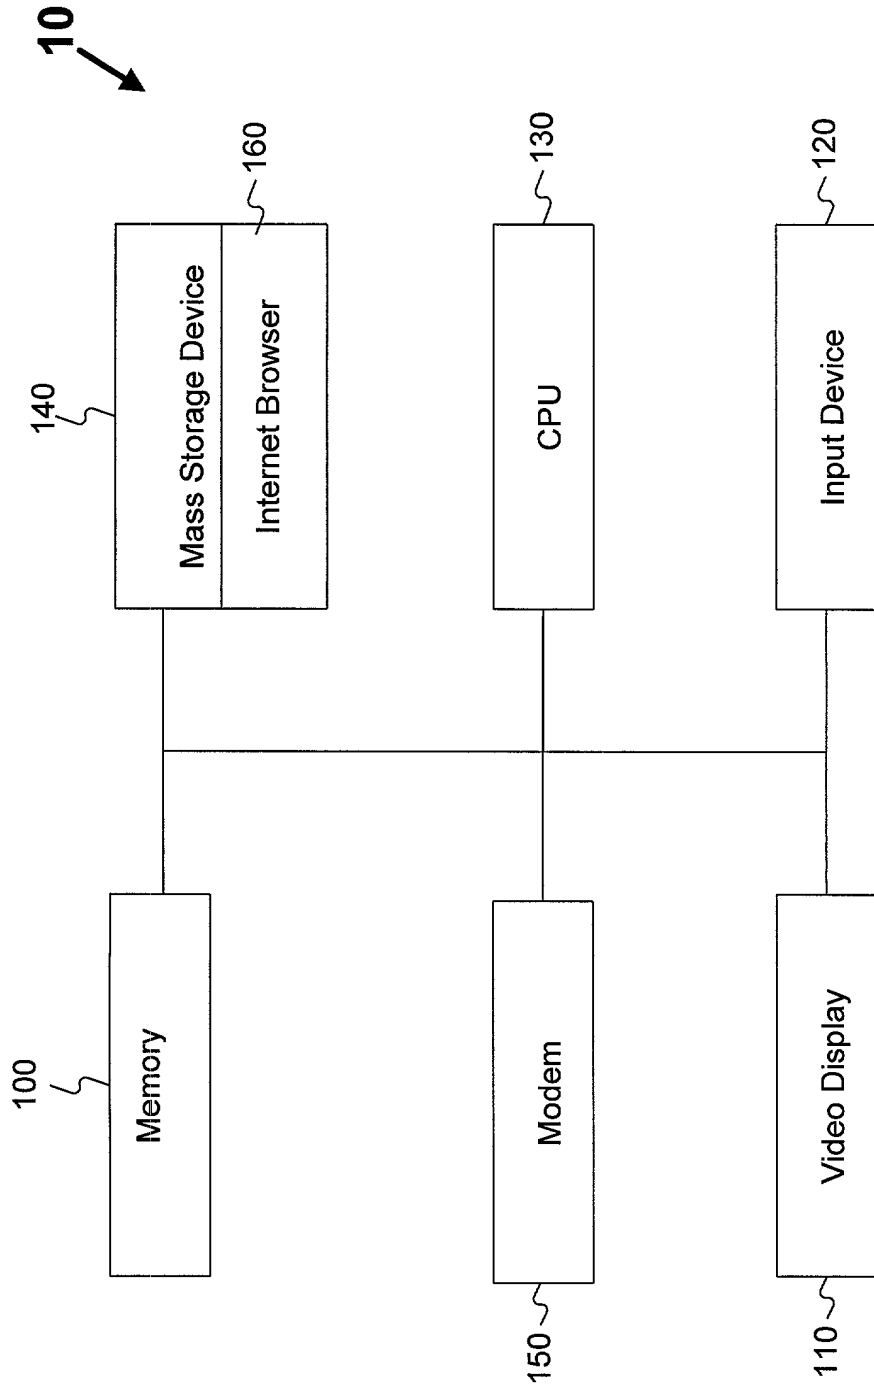 10
100
Memory
140
Mass Storage Device
Internet Browser
160
150
Modem
CPU
130
110
Video Display
Input Device
120